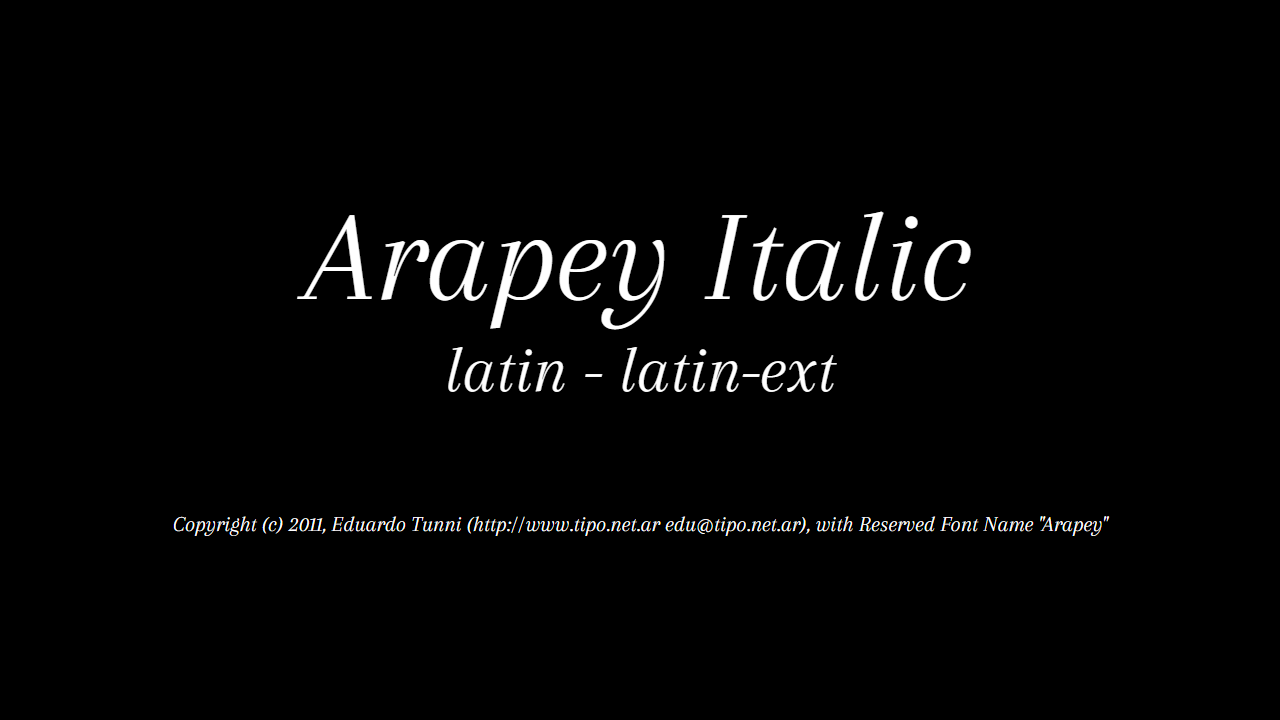 Arapey Italic
latin - latin-ext
Copyright (c) 2011, Eduardo Tunni (http://www.tipo.net.ar edu@tipo.net.ar), with Reserved Font Name "Arapey"